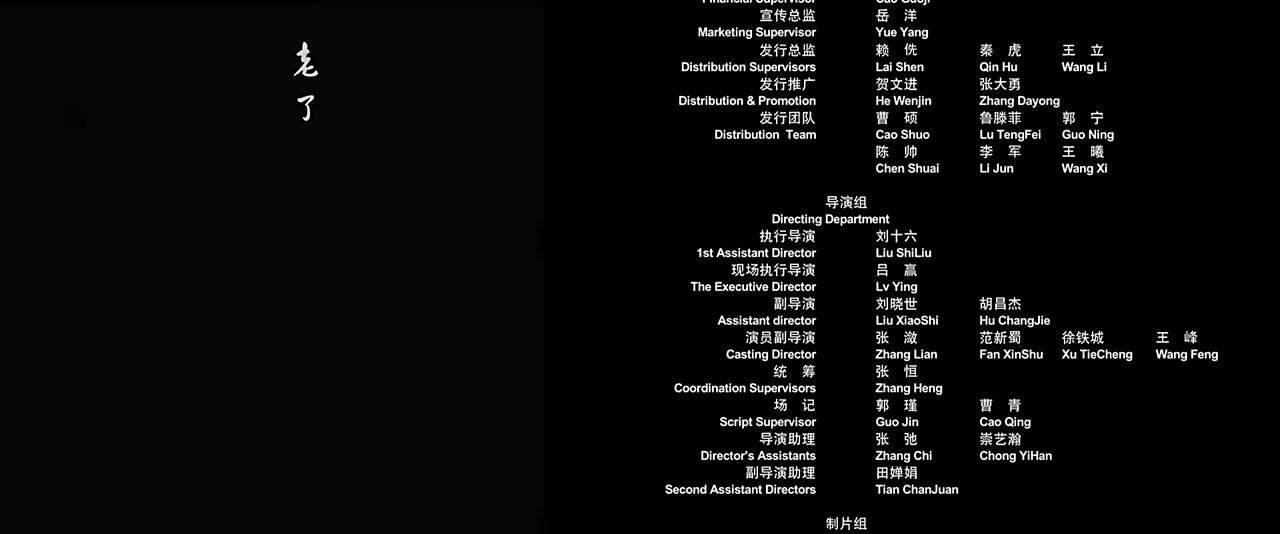 老
了
Financial Supervisor Cao Guoji
宣传总监 岳 洋
Marketing Supervisor Yue Yang
发行总监 赖 侁 秦 虎 王 立
Distribution Supervisors Lai Shen Qin Hu Wang Li
发行推广 贺文进 张大勇
Distribution & Promotion He Wenjin Zhang Dayong
发行团队 曹 硕 鲁滕菲 郭 宁
Distribution Team Cao Shuo Lu TengFei Guo Ning
陈 帅 李 军 王 曦
Chen Shuai Li Jun Wang Xi
导演组
Directing Department
执行导演 刘十六
1st Assistant Director Liu ShiLiu
现场执行导演 吕 赢
The Executive Director Lv Ying
副导演 刘晓世 胡昌杰
Assistant director Liu XiaoShi Hu ChangJie
演员副导演 张 潋 范新蜀 徐铁城 王 峰
Casting Director Zhang Lian Fan XinShu Xu TieCheng Wang Feng
统 筹 张 恒
Coordination Supervisors Zhang Heng
场 记 郭 瑾 曹 青
Script Supervisor Guo Jin Cao Qing
导演助理 张 弛 崇艺瀚
Director's Assistants Zhang Chi Chong YiHan
副导演助理 田婵娟
Second Assistant Directors Tian ChanJuan
制片组